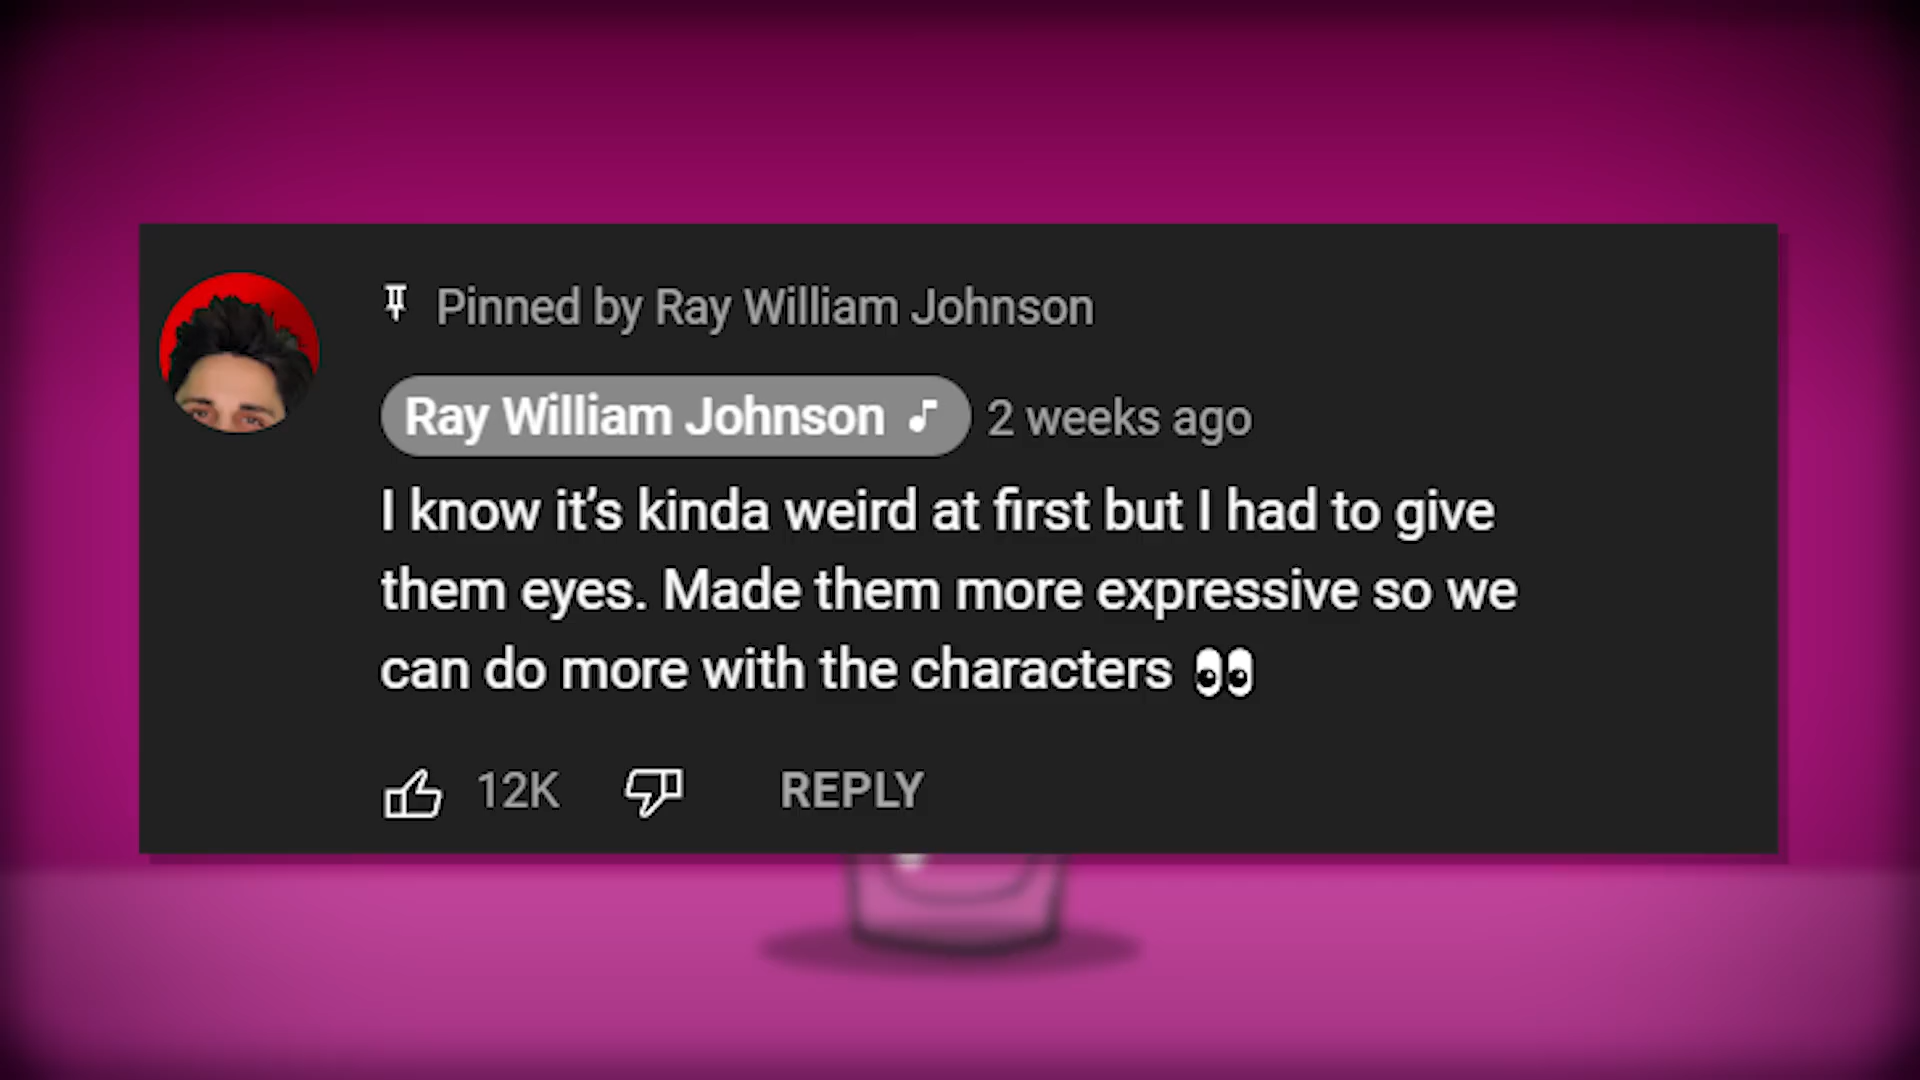 Pinned by Ray William Johnson
Ray William Johnson 2 weeks ago
I know it’s kinda weird at first but I had to give
them eyes. Made them more expressive so we
can do more with the characters 👀
12K REPLY